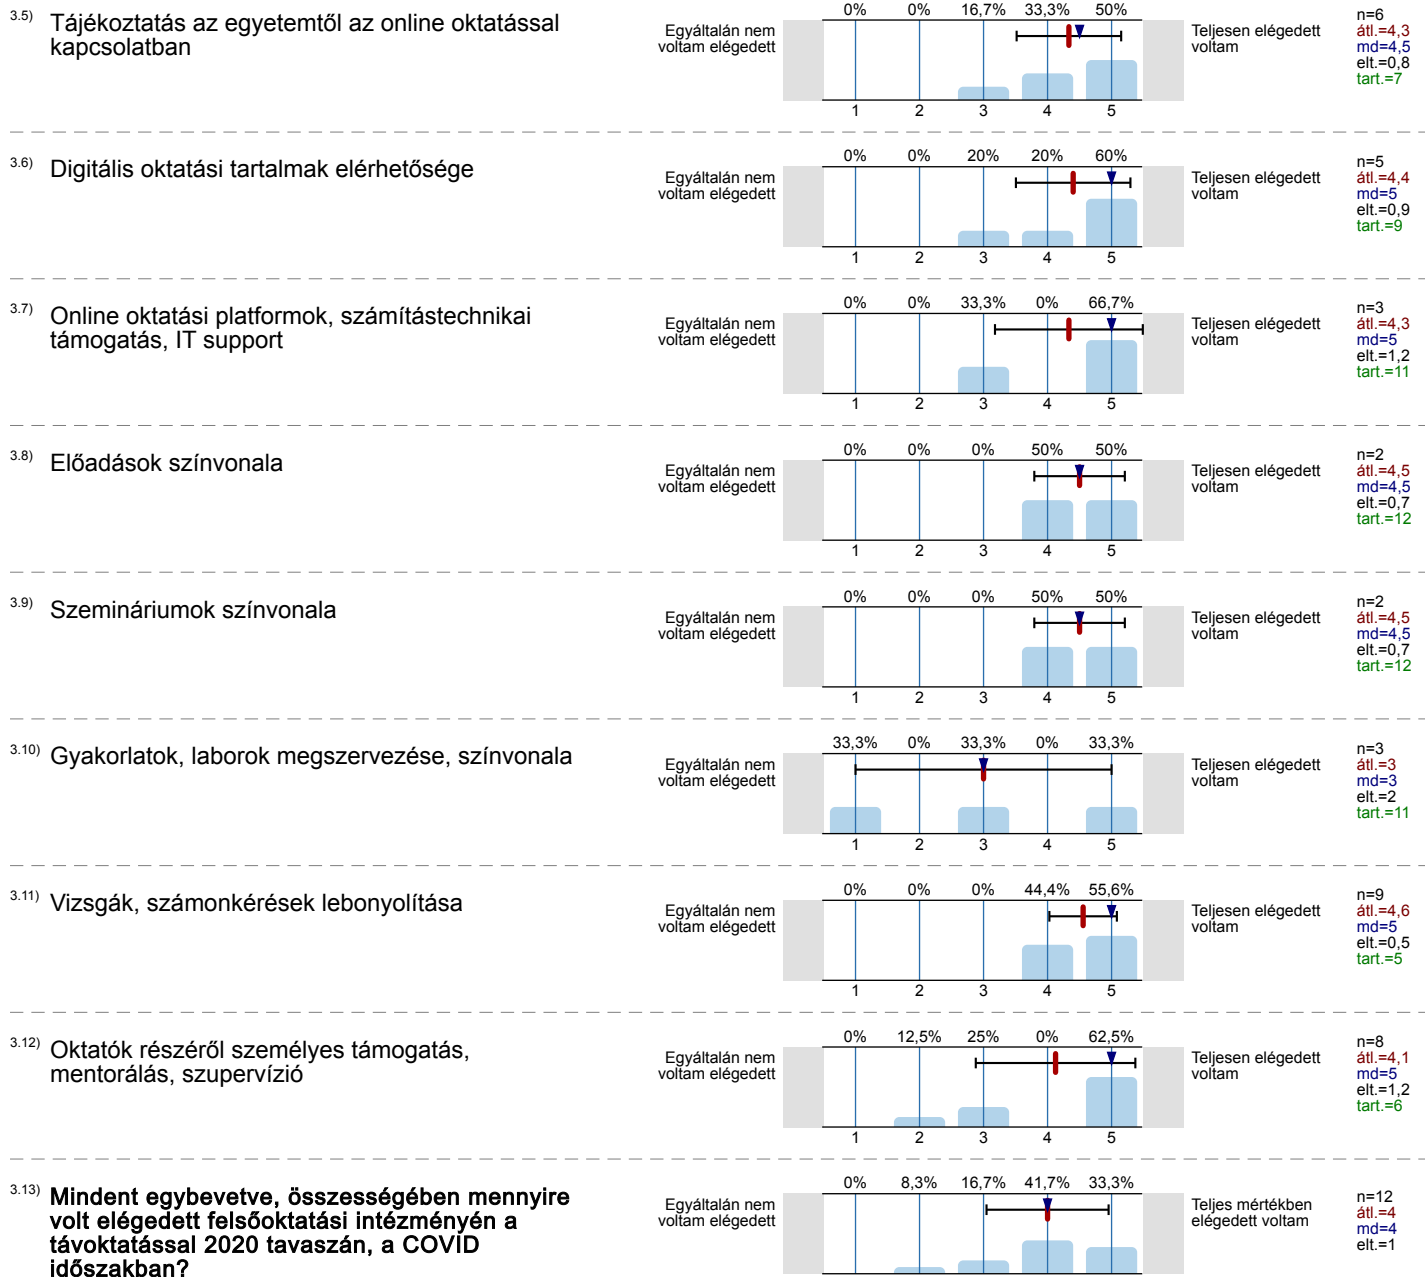 3.5) Tájékoztatás az egyetemtől az online oktatással
kapcsolatban
Egyáltalán nem
voltam elégedett
0% 0% 16,7% 33,3% 50%
1 2 3 4 5
Teljesen elégedett
voltam
n=6
átl.=4,3
md=4,5
elt.=0,8
tart.=7
3.6) Digitális oktatási tartalmak elérhetősége
Egyáltalán nem
voltam elégedett
0% 0% 20% 20% 60%
1 2 3 4 5
Teljesen elégedett
voltam
n=5
átl.=4,4
md=5
elt.=0,9
tart.=9
3.7) Online oktatási platformok, számítástechnikai
támogatás, IT support
Egyáltalán nem
voltam elégedett
0% 0% 33,3% 0% 66,7%
1 2 3 4 5
Teljesen elégedett
voltam
n=3
átl.=4,3
md=5
elt.=1,2
tart.=11
3.8) Előadások színvonala
Egyáltalán nem
voltam elégedett
0% 0% 0% 50% 50%
1 2 3 4 5
Teljesen elégedett
voltam
n=2
átl.=4,5
md=4,5
elt.=0,7
tart.=12
3.9) Szemináriumok színvonala
Egyáltalán nem
voltam elégedett
0% 0% 0% 50% 50%
1 2 3 4 5
Teljesen elégedett
voltam
n=2
átl.=4,5
md=4,5
elt.=0,7
tart.=12
3.10) Gyakorlatok, laborok megszervezése, színvonala
Egyáltalán nem
voltam elégedett
33,3% 0% 33,3% 0% 33,3%
1 2 3 4 5
Teljesen elégedett
voltam
n=3
átl.=3
md=3
elt.=2
tart.=11
3.11) Vizsgák, számonkérések lebonyolítása
Egyáltalán nem
voltam elégedett
0% 0% 0% 44,4% 55,6%
1 2 3 4 5
Teljesen elégedett
voltam
n=9
átl.=4,6
md=5
elt.=0,5
tart.=5
3.12) Oktatók részéről személyes támogatás,
mentorálás, szupervízió
Egyáltalán nem
voltam elégedett
0% 12,5% 25% 0% 62,5%
1 2 3 4 5
Teljesen elégedett
voltam
n=8
átl.=4,1
md=5
elt.=1,2
tart.=6
3.13) Mindent egybevetve, összességében mennyire
volt elégedett felsőoktatási intézményén a
távoktatással 2020 tavaszán, a COVID
időszakban?
Egyáltalán nem
voltam elégedett
0% 8,3% 16,7% 41,7% 33,3%
Teljes mértékben
elégedett voltam
n=12
átl.=4
md=4
elt.=1